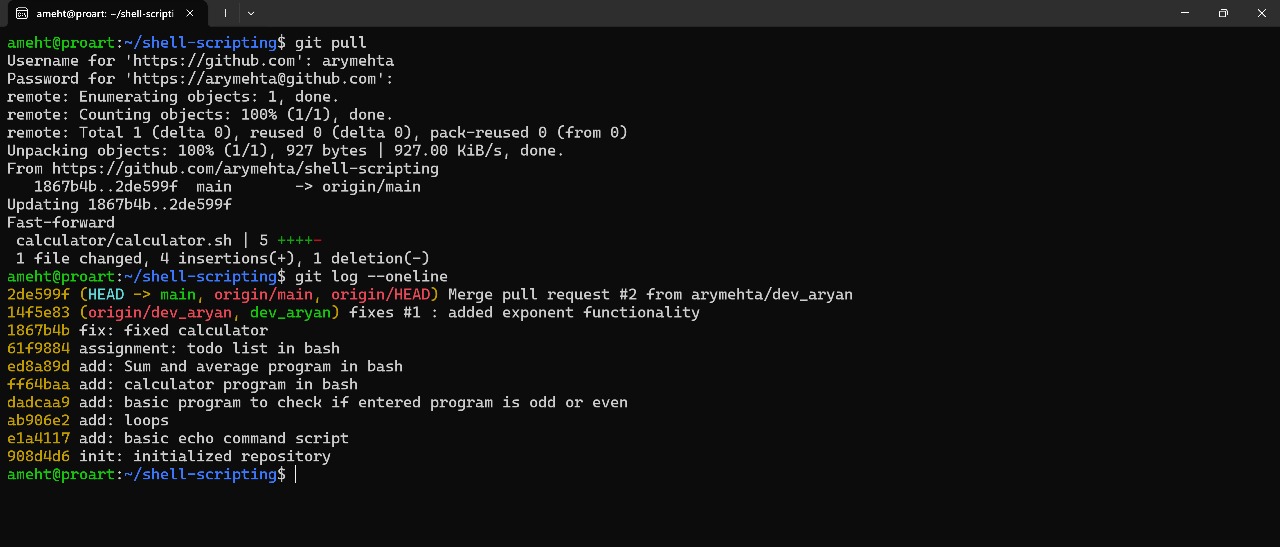 ameht@proart: ~/shell-scripti
ameht@proart:~/shell-scripting$ git pull
Username for 'https://github.com': arymehta
Password for 'https://arymehta@github.com':
remote: Enumerating objects: 1, done.
remote: Counting objects: 100% (1/1), done.
remote: Total 1 (delta 0), reused 0 (delta 0), pack-reused 0 (from 0)
Unpacking objects: 100% (1/1), 927 bytes | 927.00 KiB/s, done.
From https://github.com/arymehta/shell-scripting
   1867b4b..2de599f  main       -> origin/main
Updating 1867b4b..2de599f
Fast-forward
 calculator/calculator.sh | 5 ++++-
 1 file changed, 4 insertions(+), 1 deletion(-)
ameht@proart:~/shell-scripting$ git log --oneline
2de599f (HEAD -> main, origin/main, origin/HEAD) Merge pull request #2 from arymehta/dev_aryan
14f5e83 (origin/dev_aryan, dev_aryan) fixes #1 : added exponent functionality
1867b4b fix: fixed calculator
61f9884 assignment: todo list in bash
ed8a89d add: Sum and average program in bash
ff64baa add: calculator program in bash
dadcaa9 add: basic program to check if entered program is odd or even
ab906e2 add: loops
e1a4117 add: basic echo command script
908d4d6 init: initialized repository
ameht@proart:~/shell-scripting$